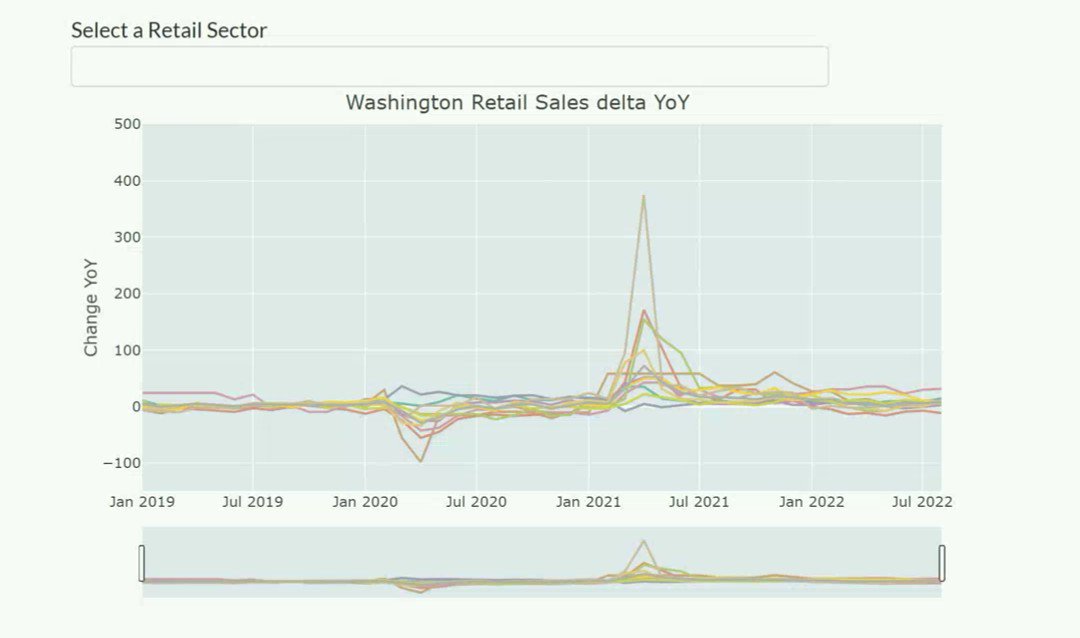 Select a Retail Sector
Washington Retail Sales delta YoY
500
400
300
200
100
0
−100
Change YoY
Jan 2019 Jul 2019 Jan 2020 Jul 2020 Jan 2021 Jul 2021 Jan 2022 Jul 2022